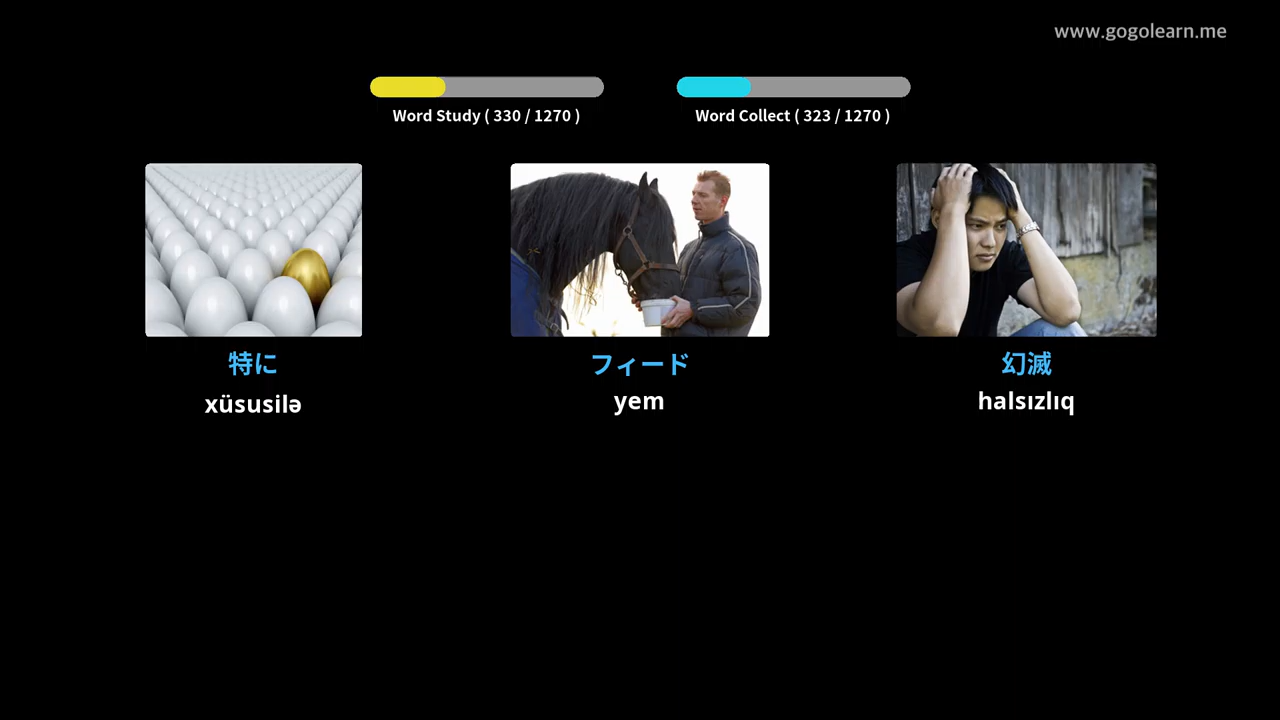 www.gogolearn.me
Word Study ( 330 / 1270 )
Word Collect ( 323 / 1270 )
特に
フィード
幻滅
xüsusilə
yem
halsızlıq